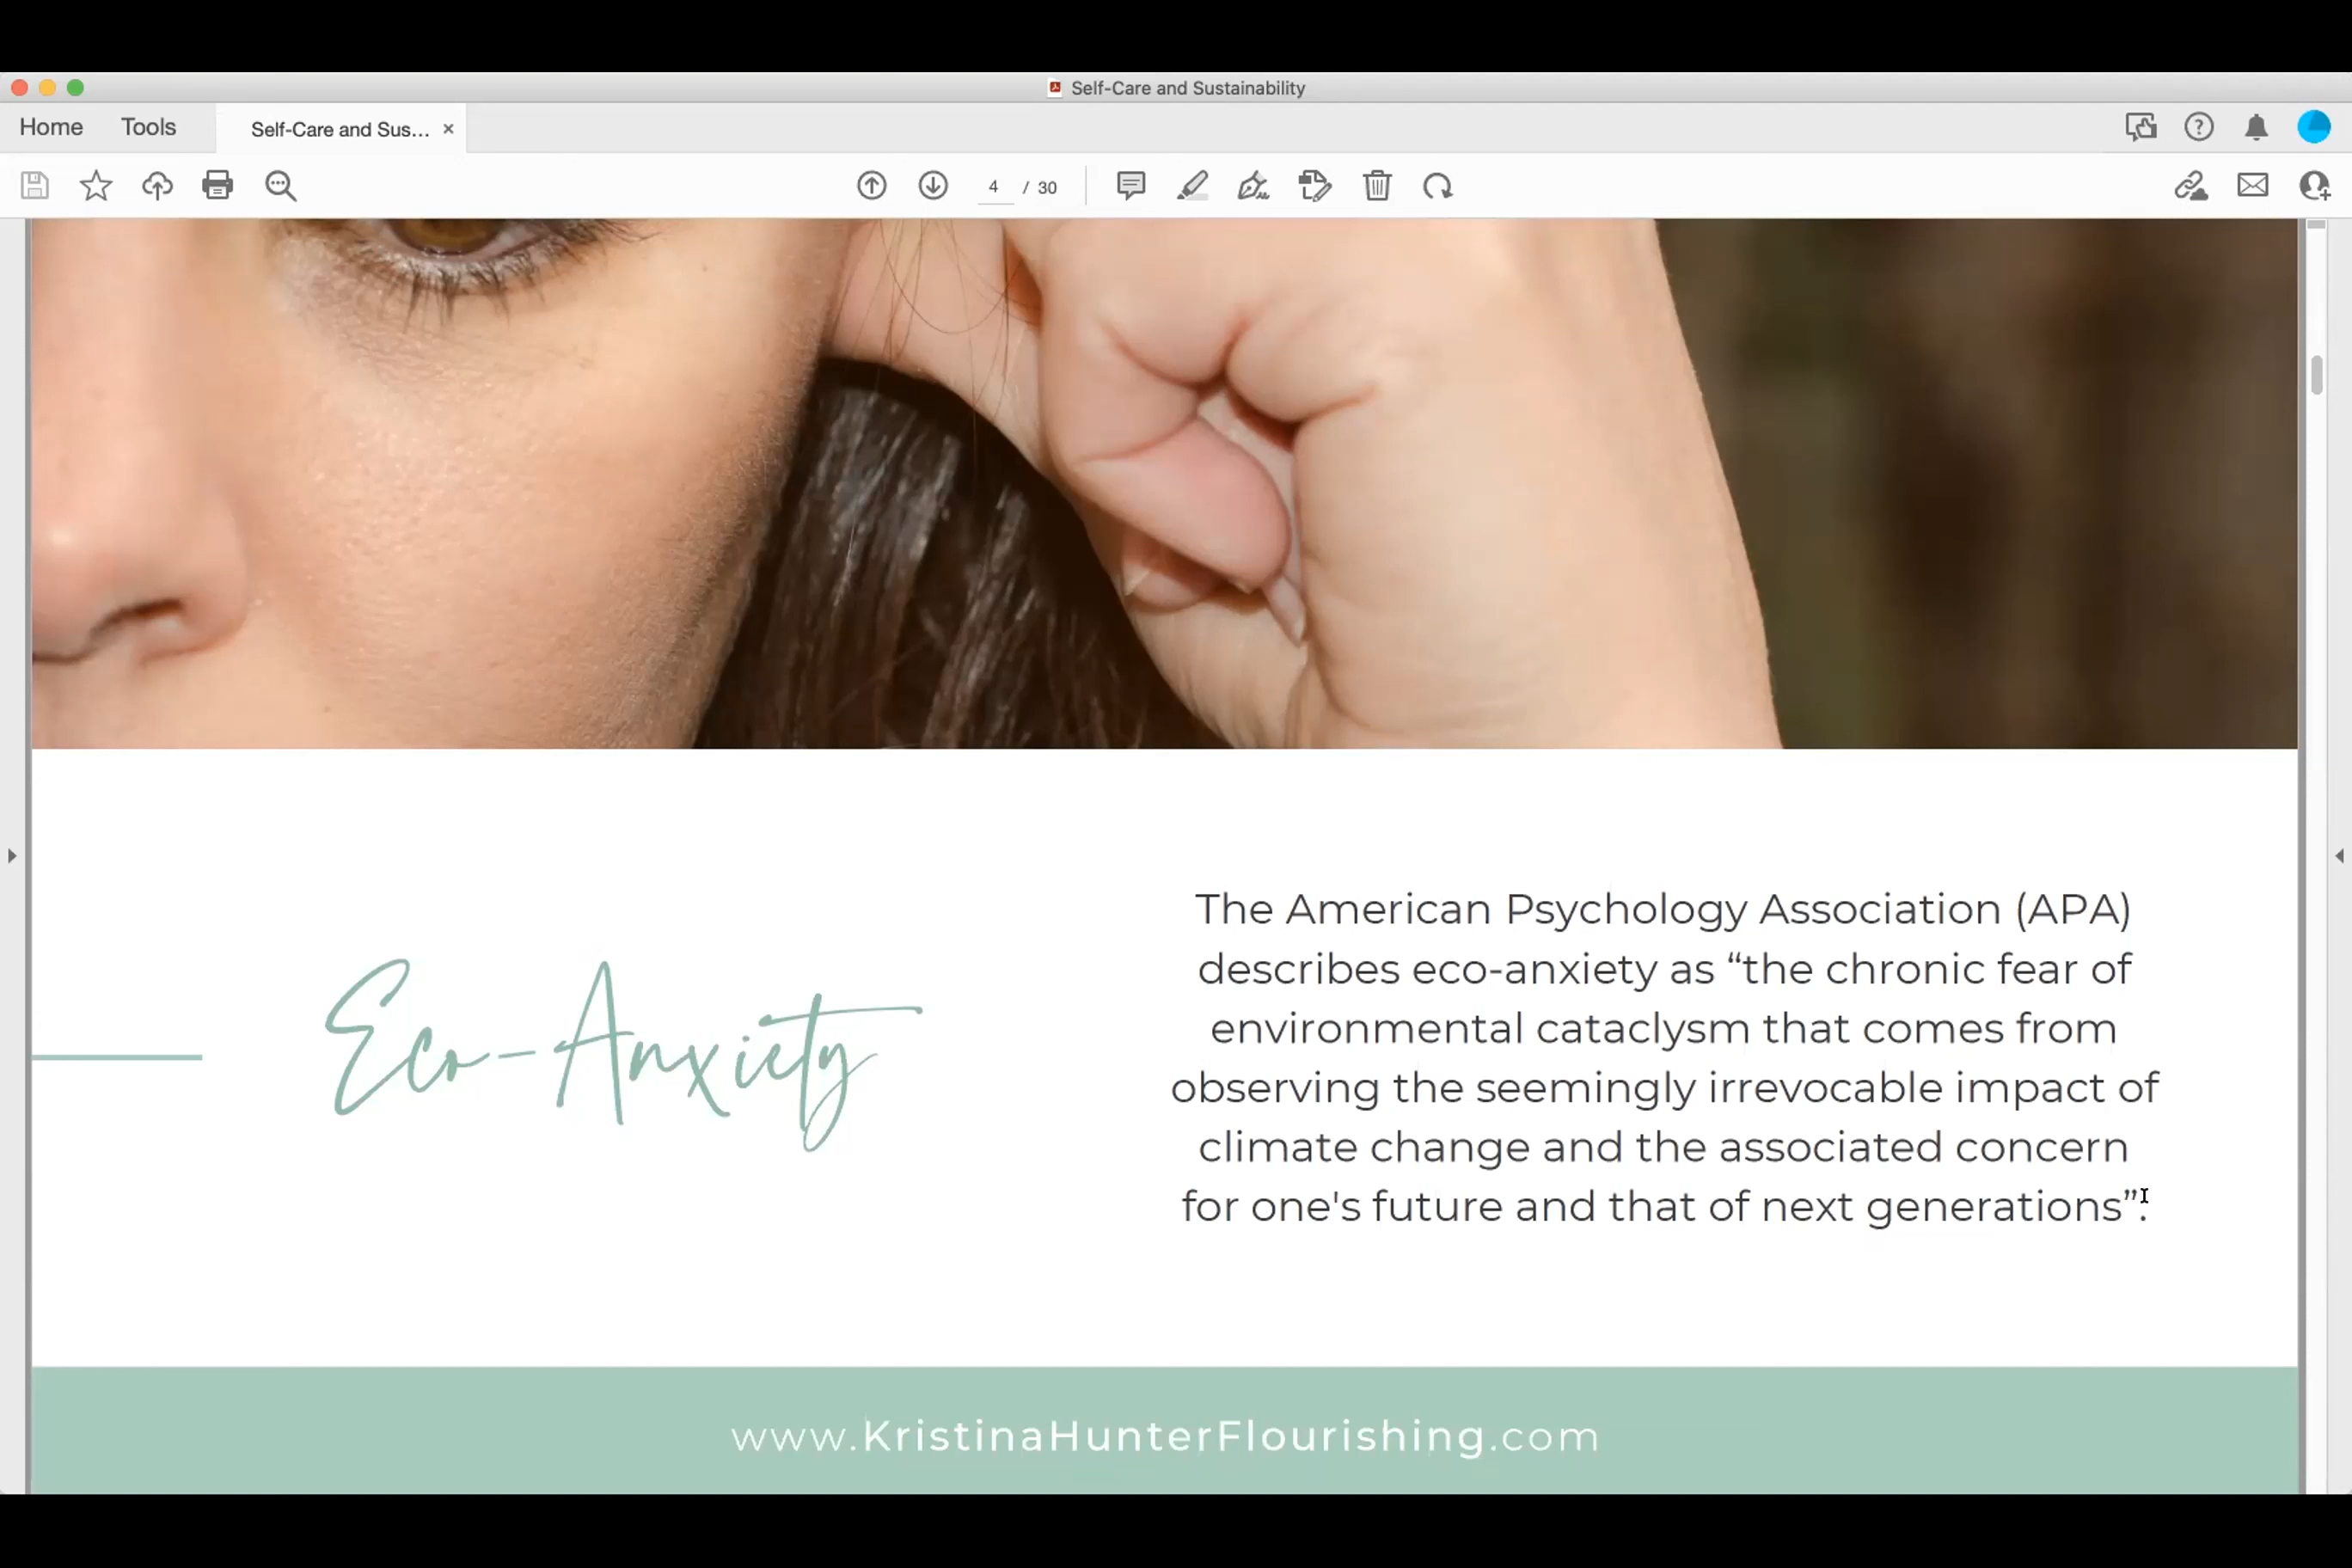 Self-Care and Sustainability
Home Tools Self-Care and Sus... ×
4 / 30
Eco-Anxiety
The American Psychology Association (APA)
describes eco-anxiety as “the chronic fear of
environmental cataclysm that comes from
observing the seemingly irrevocable impact of
climate change and the associated concern
for one's future and that of next generations”.
www.KristinaHunterFlourishing.com